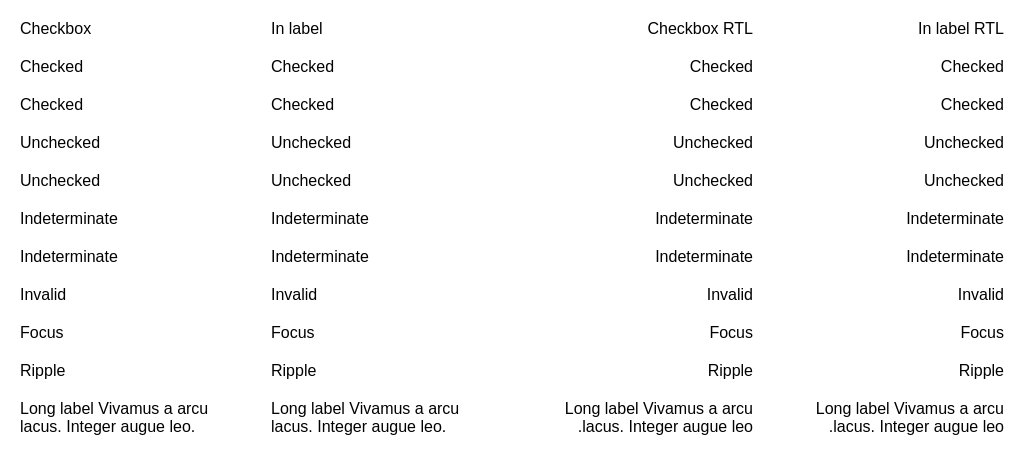 Checkbox In label Checkbox RTL In label RTL
Checked Checked Checked Checked
Checked Checked Checked Checked
Unchecked Unchecked Unchecked Unchecked
Unchecked Unchecked Unchecked Unchecked
Indeterminate Indeterminate Indeterminate Indeterminate
Indeterminate Indeterminate Indeterminate Indeterminate
Invalid Invalid Invalid Invalid
Focus Focus Focus Focus
Ripple Ripple Ripple Ripple
Long label Vivamus a arcu Long label Vivamus a arcu Long label Vivamus a arcu Long label Vivamus a arcu
lacus. Integer augue leo. lacus. Integer augue leo. .lacus. Integer augue leo .lacus. Integer augue leo